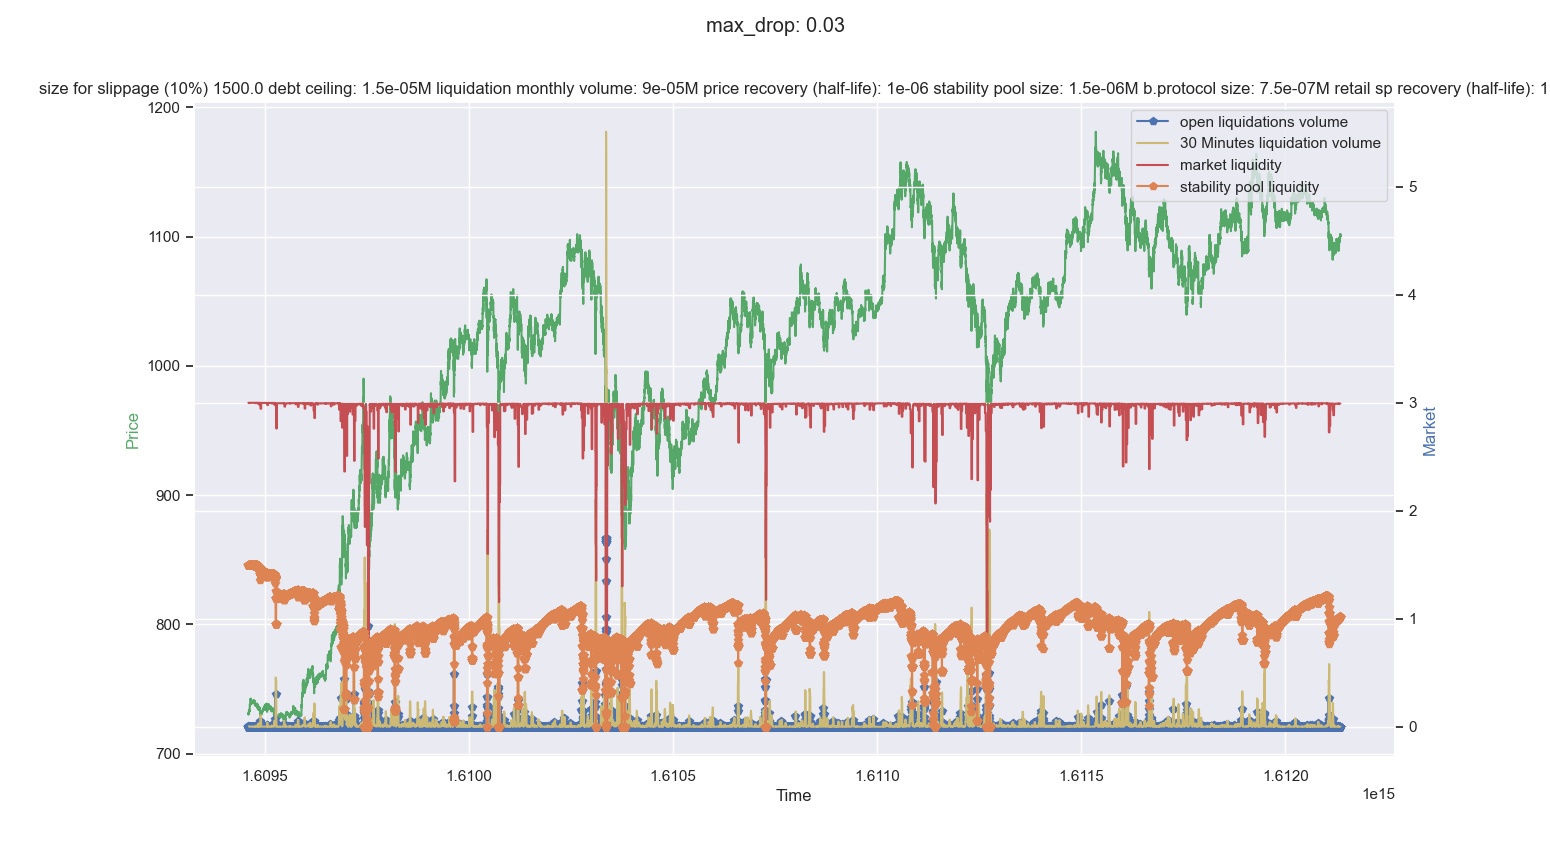 max_drop: 0.03
size for slippage (10%) 1500.0 debt ceiling: 1.5e-05M liquidation monthly volume: 9e-05M price recovery (half-life): 1e-06 stability pool size: 1.5e-06M b.protocol size: 7.5e-07M retail sp recovery (half-life): 1
open liquidations volume
30 Minutes liquidation volume
market liquidity
stability pool liquidity
1200
1100
1000
900
800
700
Price
5
4
3
2
1
0
Market
1.6095 1.6100 1.6105 1.6110 1.6115 1.6120
1e15
Time